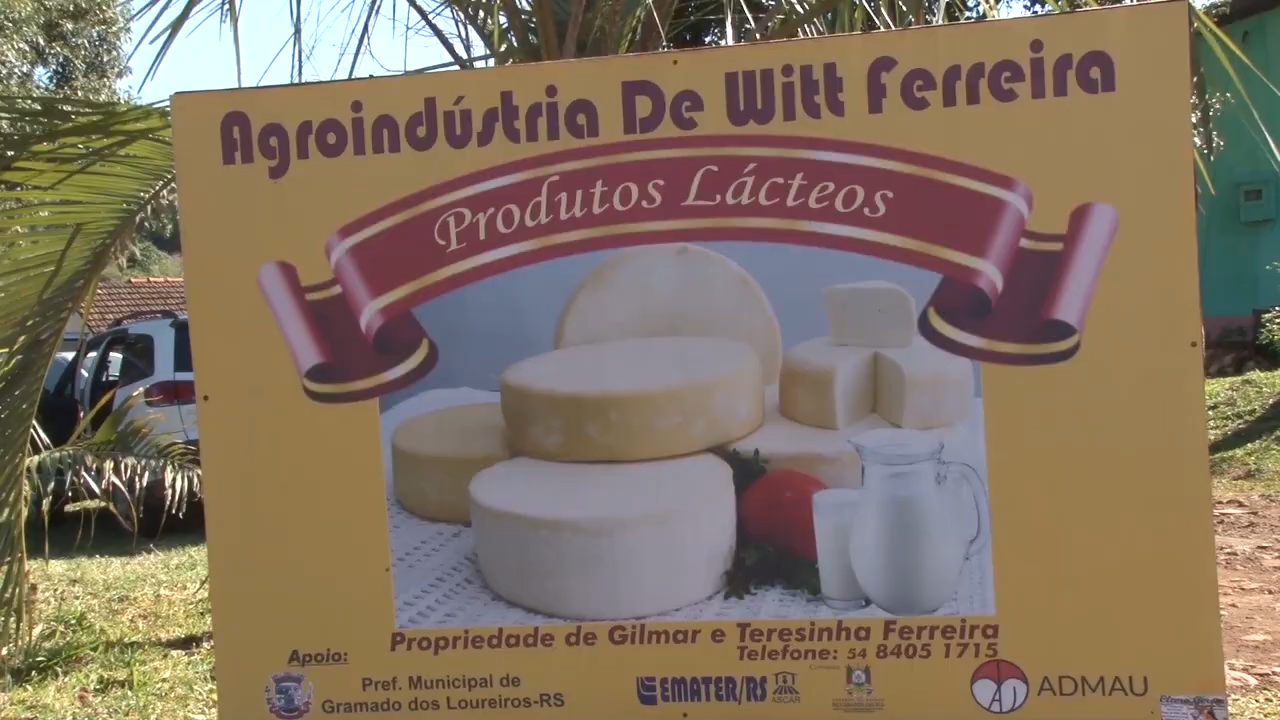 Agroindústria De Witt Ferreira
Produtos Lácteos
Propriedade de Gilmar e Teresinha Ferreira
Telefone: 54 8405 1715
Apoio:
Pref. Municipal de
Gramado dos Loureiros-RS
EMATER/RS
ASCAR
ADMAU